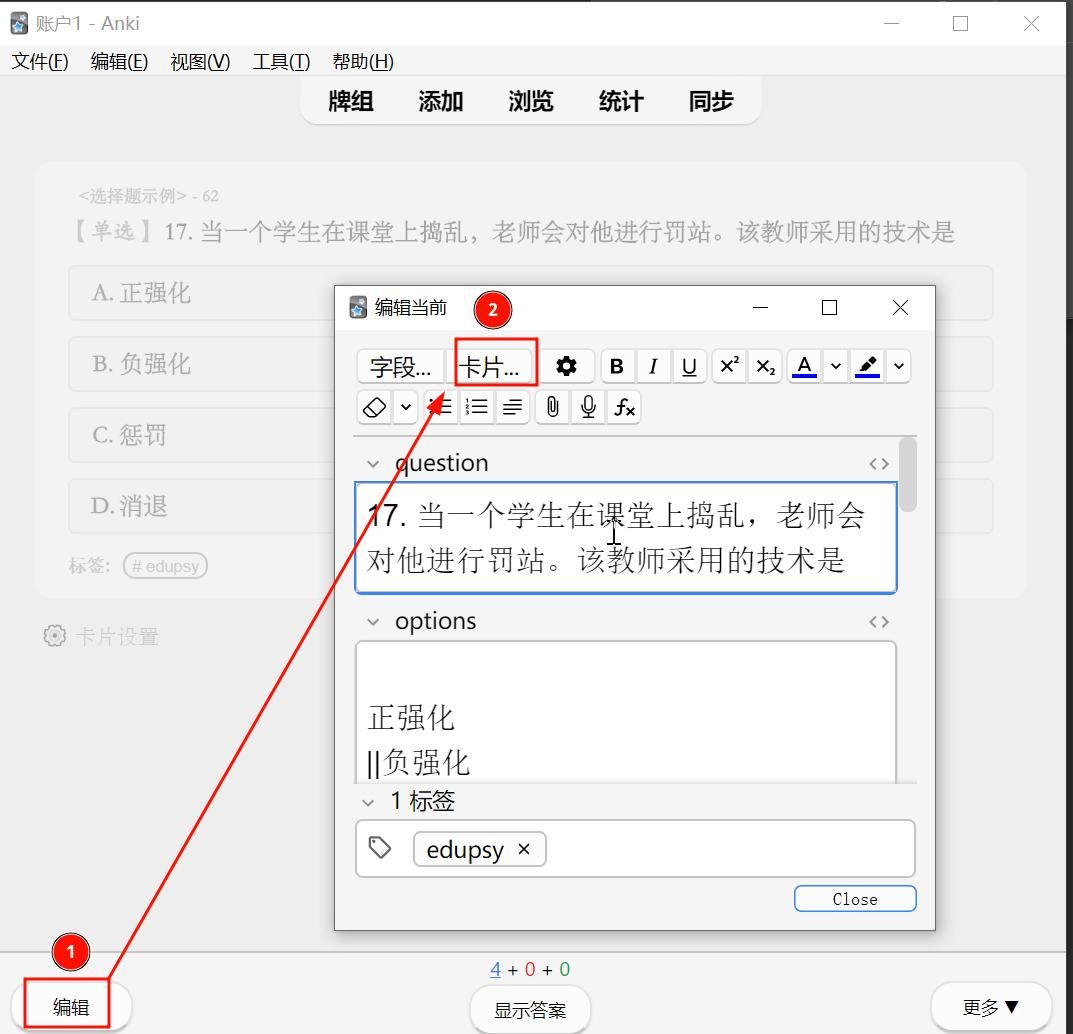 账户1 - Anki
文件(F) 编辑(E) 视图(V) 工具(T) 帮助(H)
牌组 添加 浏览 统计 同步
<选择题示例> - 62
【单选】17. 当一个学生在课堂上捣乱，老师会对他进行罚站。该教师采用的技术是
A. 正强化
B. 负强化
C. 惩罚
D. 消退
标签: # edupsy
卡片设置
编辑当前
2
字段... 卡片... B I U X² X₂ A
fx
question
17. 当一个学生在课堂上捣乱，老师会
对他进行罚站。该教师采用的技术是
options
正强化
||负强化
1 标签
edupsy ×
Close
1
4 + 0 + 0
编辑 显示答案 更多▼